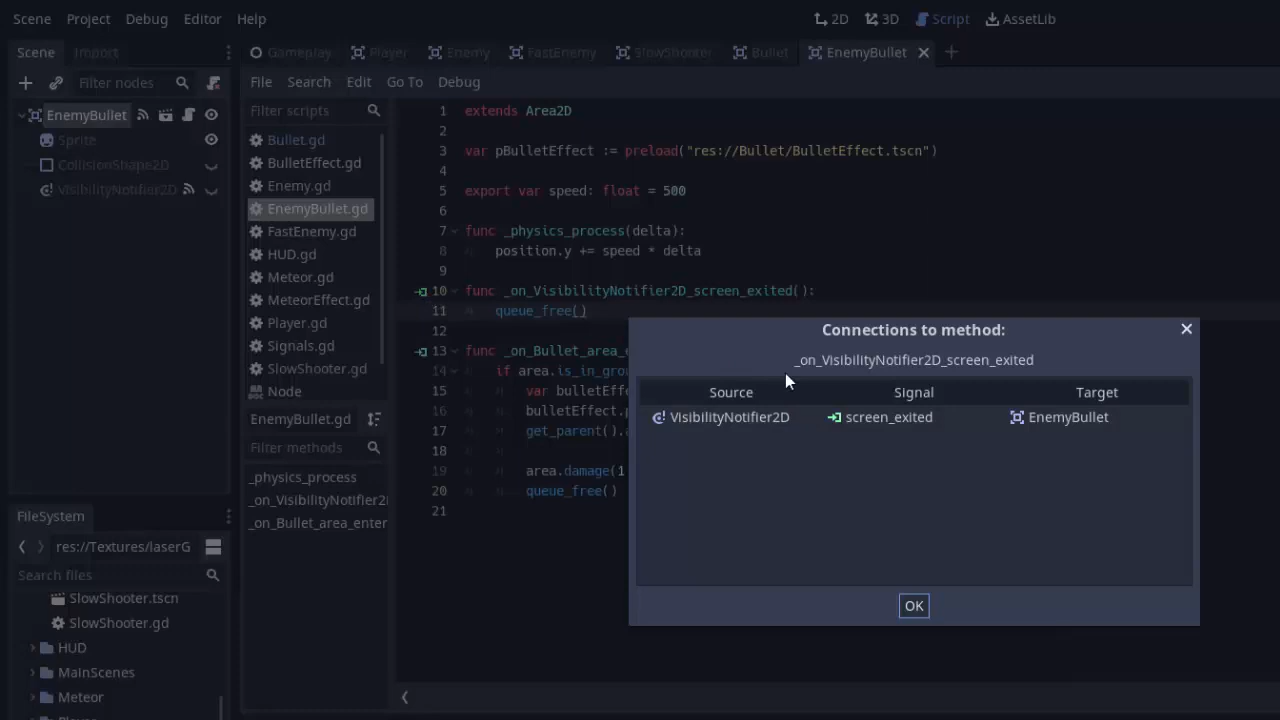 Scene Project Debug Editor Help
2D 3D Script AssetLib
Scene Import
Gameplay Player Enemy FastEnemy SlowShooter Bullet EnemyBullet
Filter nodes
File Search Edit Go To Debug
EnemyBullet
Sprite
CollisionShape2D
VisibilityNotifier2D
Filter scripts
Bullet.gd
BulletEffect.gd
Enemy.gd
EnemyBullet.gd
FastEnemy.gd
HUD.gd
Meteor.gd
MeteorEffect.gd
Player.gd
Signals.gd
SlowShooter.gd
Node
EnemyBullet.gd
Filter methods
_physics_process
_on_VisibilityNotifier2
_on_Bullet_area_enter
1 extends Area2D
2
3 var pBulletEffect := preload("res://Bullet/BulletEffect.tscn")
4
5 export var speed: float = 500
6
7 func _physics_process(delta):
8 position.y += speed * delta
9
10 func _on_VisibilityNotifier2D_screen_exited():
11 queue_free()
12
13 func _on_Bullet_area_e
14 if area.is_in_gro
15 var bulletEffe
16 bulletEffect.p
17 get_parent().a
18
19 area.damage(1
20 queue_free()
21
Connections to method:
_on_VisibilityNotifier2D_screen_exited
Source Signal Target
VisibilityNotifier2D screen_exited EnemyBullet
OK
FileSystem
res://Textures/laserG
Search files
SlowShooter.tscn
SlowShooter.gd
HUD
MainScenes
Meteor